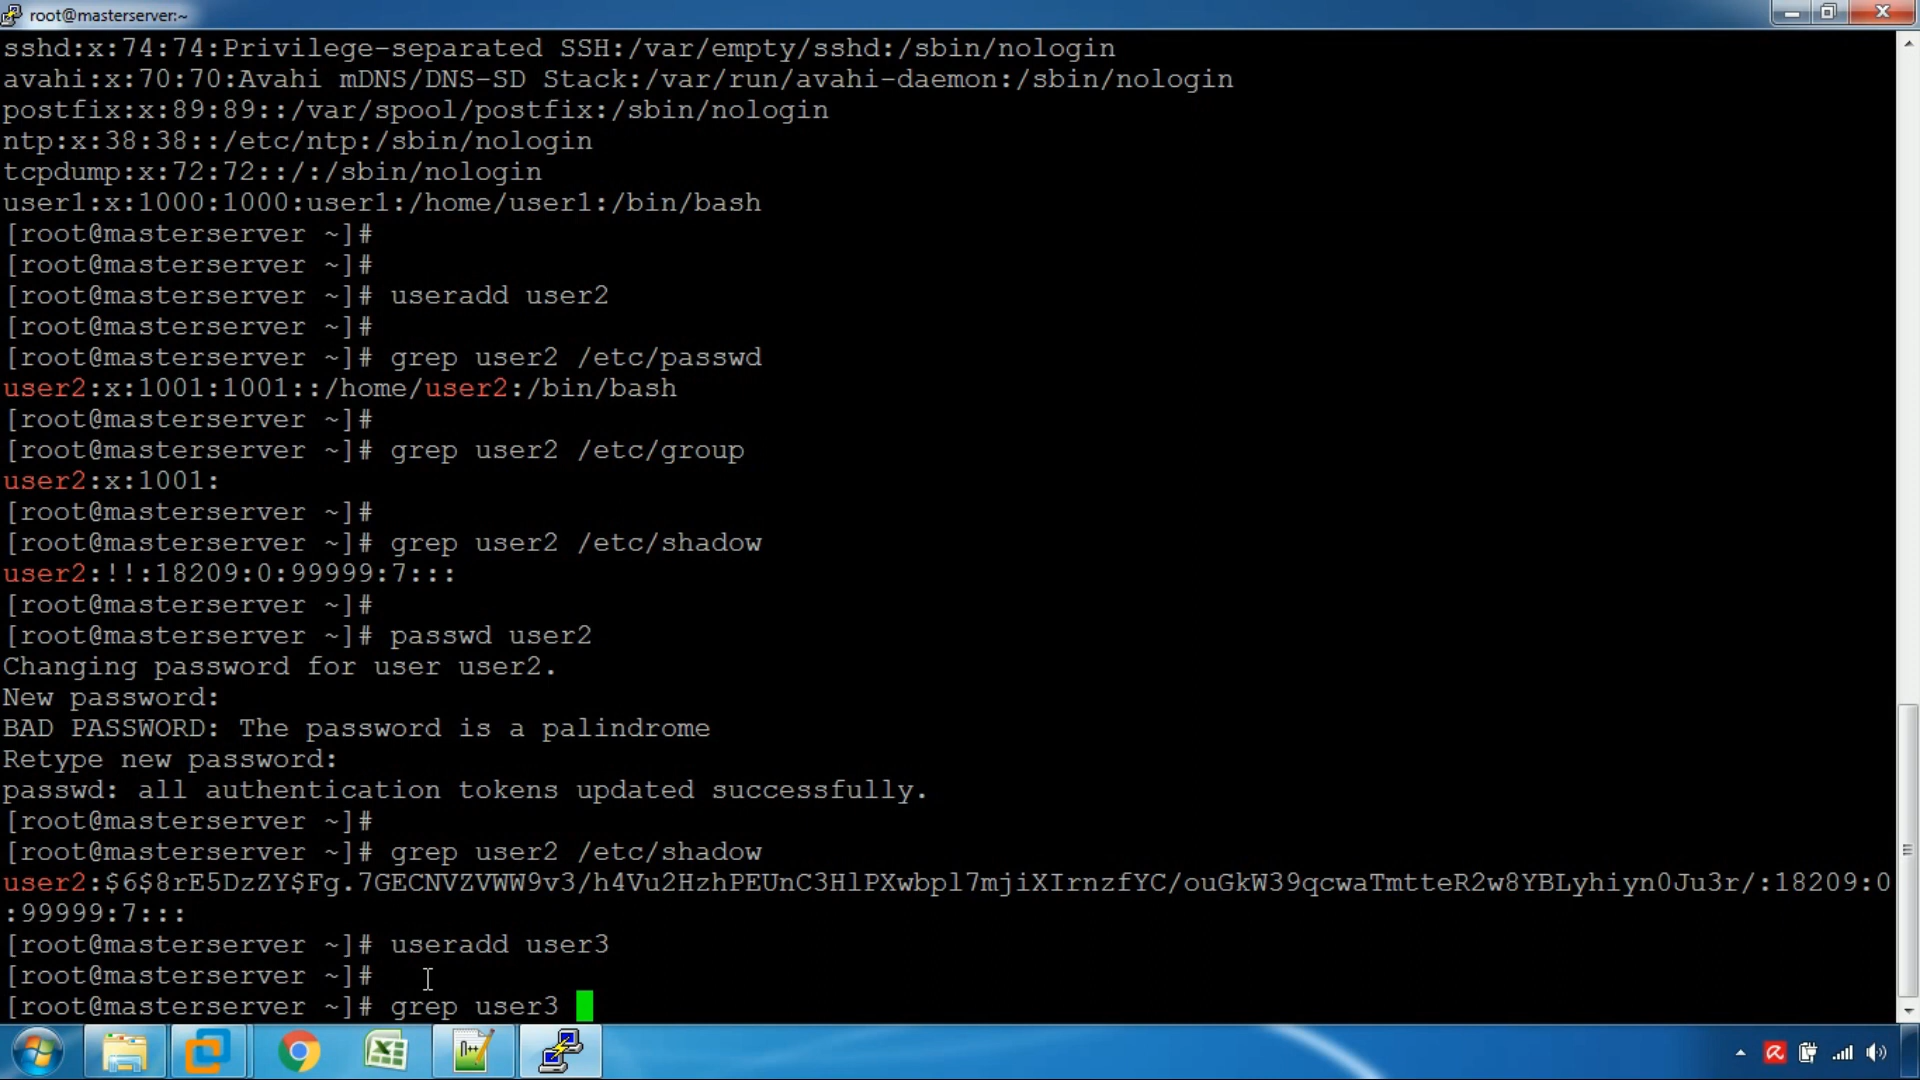 root@masterserver:~
sshd:x:74:74:Privilege-separated SSH:/var/empty/sshd:/sbin/nologin
avahi:x:70:70:Avahi mDNS/DNS-SD Stack:/var/run/avahi-daemon:/sbin/nologin
postfix:x:89:89::/var/spool/postfix:/sbin/nologin
ntp:x:38:38::/etc/ntp:/sbin/nologin
tcpdump:x:72:72::/:/sbin/nologin
user1:x:1000:1000:user1:/home/user1:/bin/bash
[root@masterserver ~]#
[root@masterserver ~]#
[root@masterserver ~]# useradd user2
[root@masterserver ~]#
[root@masterserver ~]# grep user2 /etc/passwd
user2:x:1001:1001::/home/user2:/bin/bash
[root@masterserver ~]#
[root@masterserver ~]# grep user2 /etc/group
user2:x:1001:
[root@masterserver ~]#
[root@masterserver ~]# grep user2 /etc/shadow
user2:!!:18209:0:99999:7:::
[root@masterserver ~]#
[root@masterserver ~]# passwd user2
Changing password for user user2.
New password:
BAD PASSWORD: The password is a palindrome
Retype new password:
passwd: all authentication tokens updated successfully.
[root@masterserver ~]#
[root@masterserver ~]# grep user2 /etc/shadow
user2:$6$8rE5DzZY$Fg.7GECNVZVWW9v3/h4Vu2HzhPEUnC3HlPXwbpl7mjiXIrnzfYC/ouGkW39qcwaTmtteR2w8YBLyhiyn0Ju3r/:18209:0
:99999:7:::
[root@masterserver ~]# useradd user3
[root@masterserver ~]#
[root@masterserver ~]# grep user3